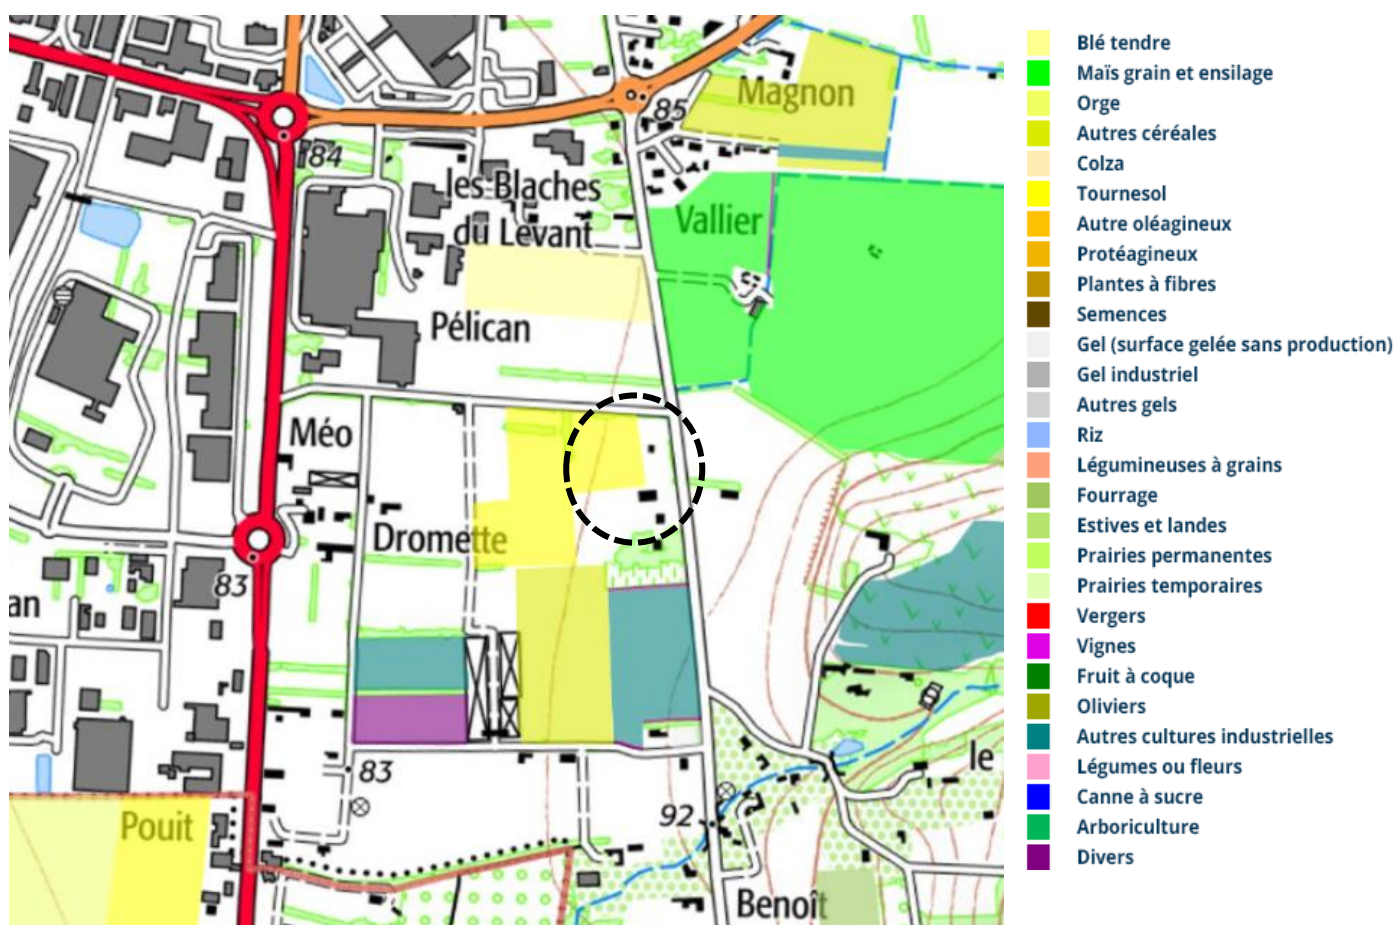 Magnon
85
84
les Blaches
du Levant
Vallier
Pélican
Méo
Dromette
83
an
83
le
Pouit
92
Benoît
Blé tendre
Maïs grain et ensilage
Orge
Autres céréales
Colza
Tournesol
Autre oléagineux
Protéagineux
Plantes à fibres
Semences
Gel (surface gelée sans production)
Gel industriel
Autres gels
Riz
Légumineuses à grains
Fourrage
Estives et landes
Prairies permanentes
Prairies temporaires
Vergers
Vignes
Fruit à coque
Oliviers
Autres cultures industrielles
Légumes ou fleurs
Canne à sucre
Arboriculture
Divers